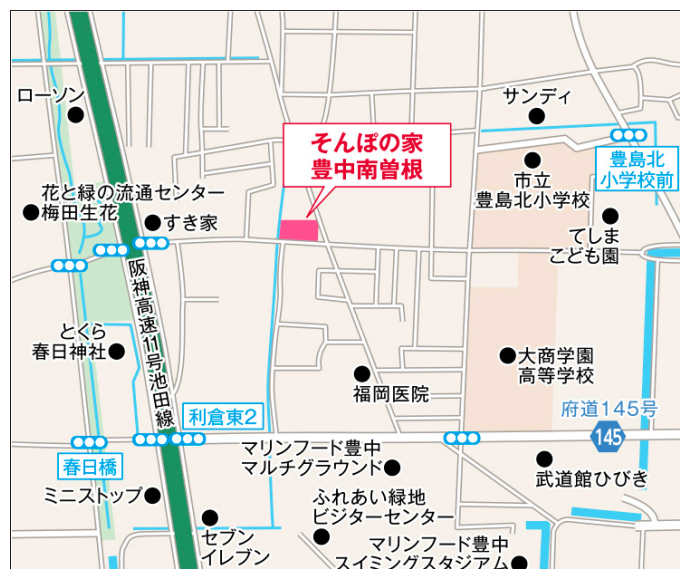 ローソン
サンディ
そんぽの家
豊中南曽根
豊島北
小学校前
市立
豊島北小学校
花と緑の流通センター
梅田生花
すき家
てしま
こども園
阪神高速11号池田線
とくら
春日神社
大商学園
高等学校
福岡医院
利倉東2
府道145号
145
春日橋
マリンフード豊中
マルチグラウンド
武道館ひびき
ミニストップ
ふれあい緑地
ビジターセンター
セブン
イレブン
マリンフード豊中
スイミングスタジアム